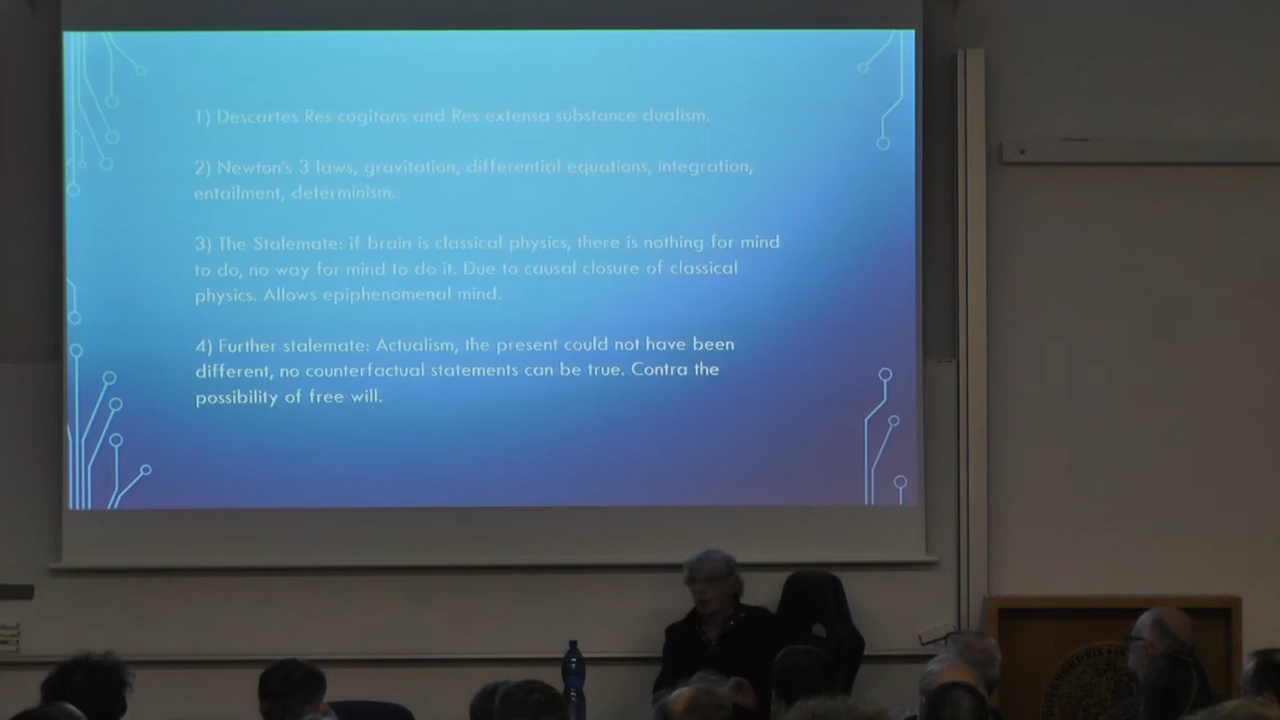 1) Descartes Res cogitans and Res extensa substance dualism.
2) Newton's 3 laws, gravitation, differential equations, integration,
entailment, determinism.
3) The Stalemate: if brain is classical physics, there is nothing for mind
to do, no way for mind to do it. Due to causal closure of classical
physics. Allows epiphenomenal mind.
4) Further stalemate: Actualism, the present could not have been
different, no counterfactual statements can be true. Contra the
possibility of free will.